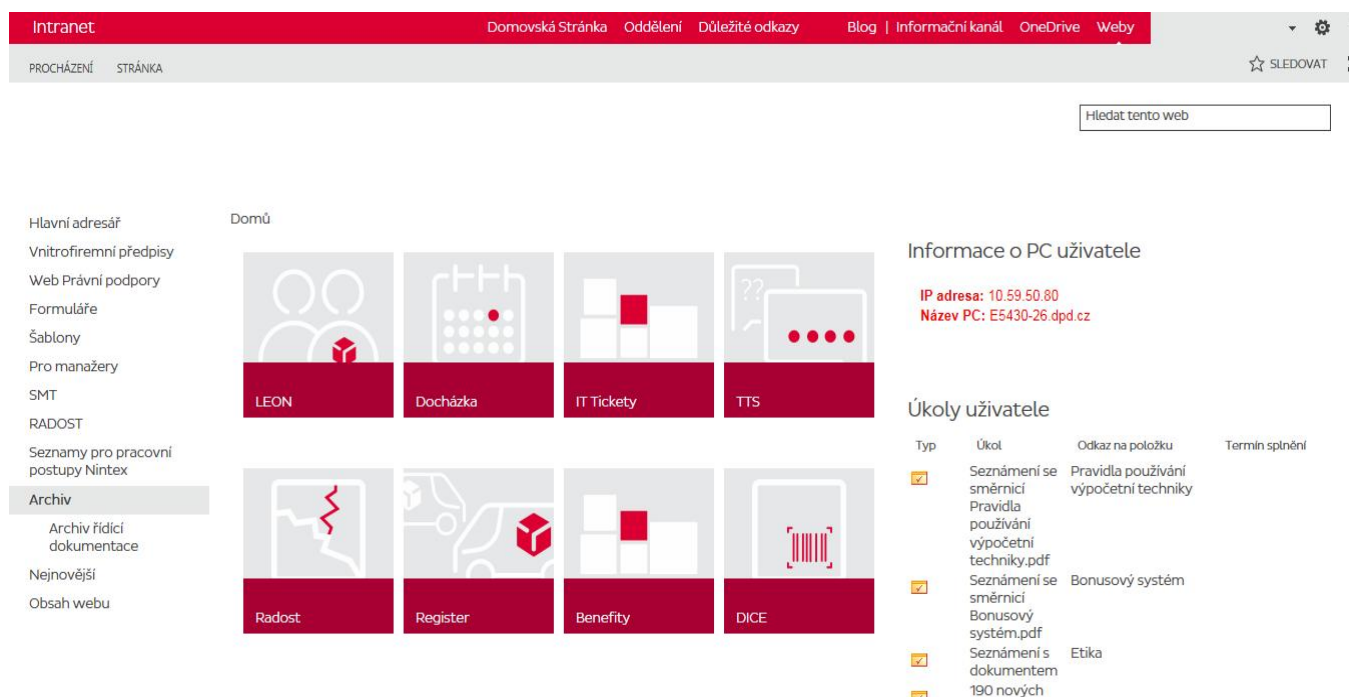 Intranet
Domovská Stránka Oddělení Důležité odkazy Blog | Informační kanál OneDrive Weby
PROCHÁZENÍ STRÁNKA
SLEDOVAT
Hledat tento web
Hlavní adresář
Vnitrofiremní předpisy
Web Právní podpory
Formuláře
Šablony
Pro manažery
SMT
RADOST
Seznamy pro pracovní
postupy Nintex
Archiv
Archiv řídící
dokumentace
Nejnovější
Obsah webu
Domů
??
LEON
Docházka
IT Tickety
TTS
Radost
Register
Benefity
DICE
Informace o PC uživatele
IP adresa: 10.59.50.80
Název PC: E5430-26.dpd.cz
Úkoly uživatele
Typ Úkol Odkaz na položku Termín splnění
Seznámení se Pravidla používání
směrnicí výpočetní techniky
Pravidla
používání
výpočetní
techniky.pdf
Seznámení se Bonusový systém
směrnicí
Bonusový
systém.pdf
Seznámení s Etika
dokumentem
190 nových